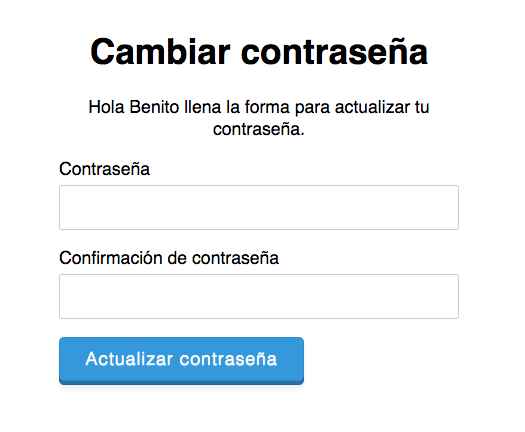 Cambiar contraseña
Hola Benito llena la forma para actualizar tu
contraseña.
Contraseña
Confirmación de contraseña
Actualizar contraseña